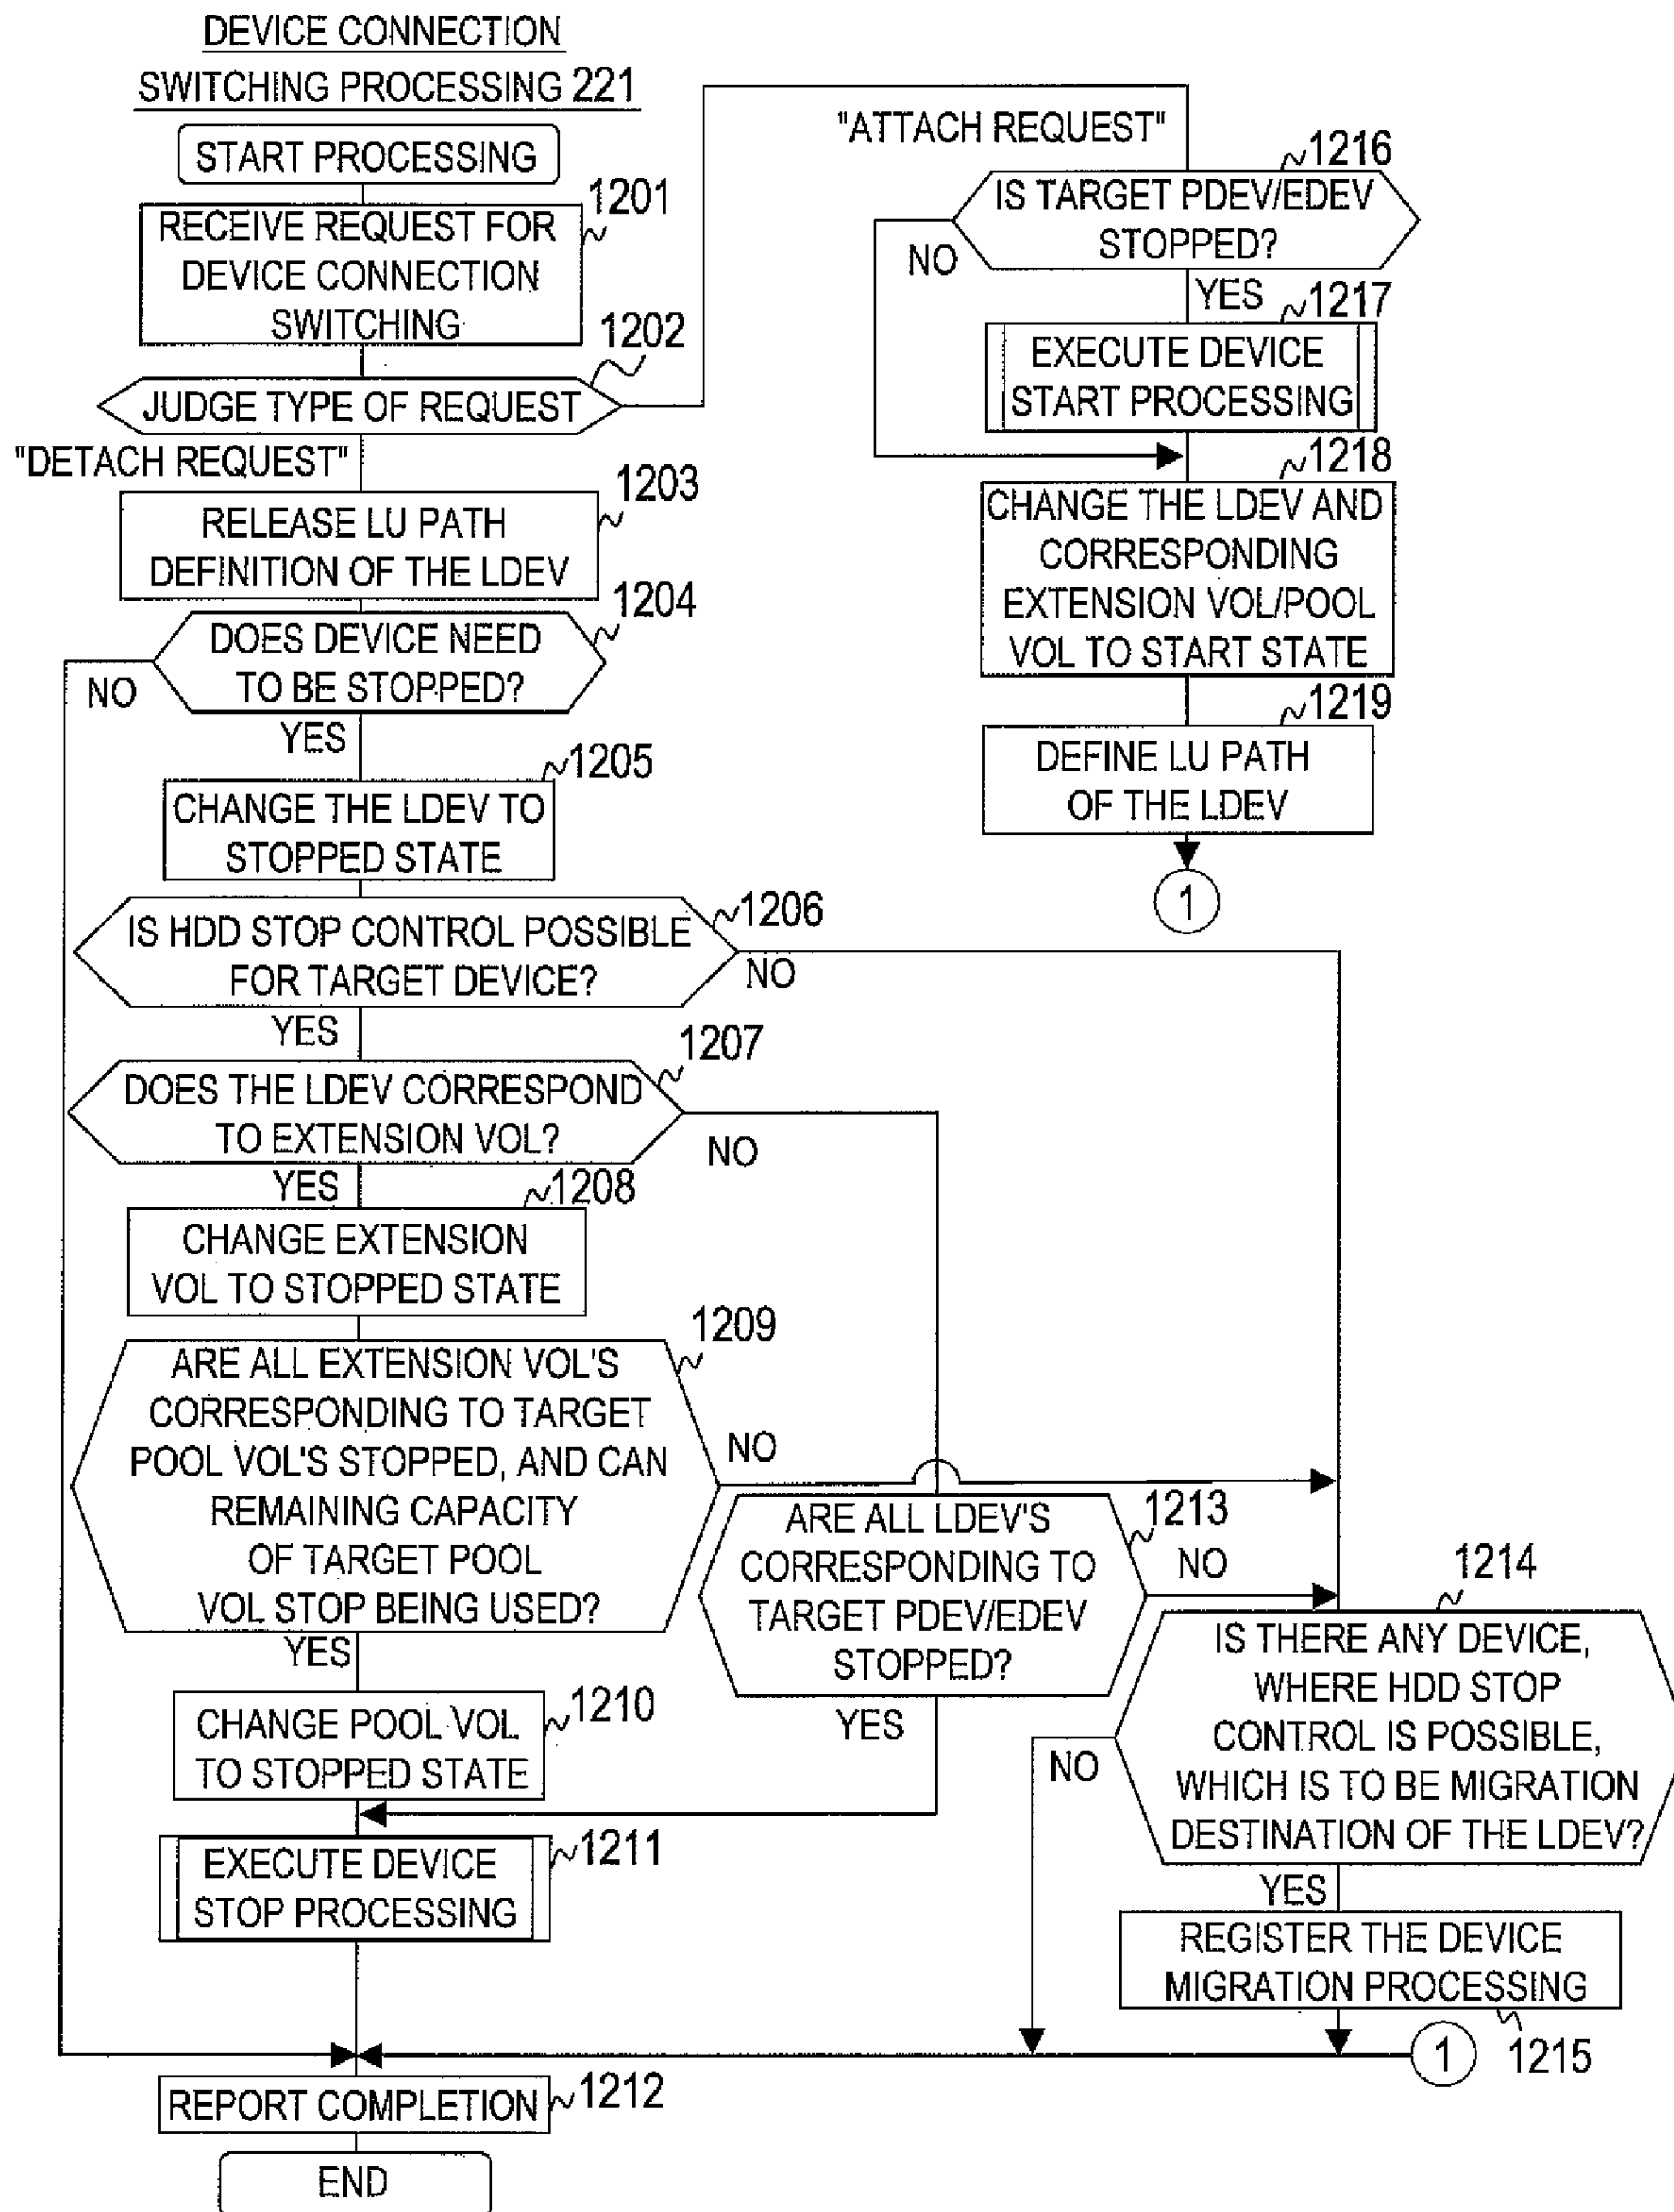 DEVICE CONNECTION
SWITCHING PROCESSING 221
START PROCESSING
1201
RECEIVE REQUEST FOR
DEVICE CONNECTION
SWITCHING
1202
JUDGE TYPE OF REQUEST
"DETACH REQUEST"
1203
RELEASE LU PATH
DEFINITION OF THE LDEV
1204
DOES DEVICE NEED
TO BE STOPPED?
NO
YES
1205
CHANGE THE LDEV TO
STOPPED STATE
1206
IS HDD STOP CONTROL POSSIBLE
FOR TARGET DEVICE?
NO
YES
1207
DOES THE LDEV CORRESPOND
TO EXTENSION VOL?
NO
YES
1208
CHANGE EXTENSION
VOL TO STOPPED STATE
1209
ARE ALL EXTENSION VOL'S
CORRESPONDING TO TARGET
POOL VOL'S STOPPED, AND CAN
REMAINING CAPACITY
OF TARGET POOL
VOL STOP BEING USED?
NO
YES
1210
CHANGE POOL VOL
TO STOPPED STATE
1211
EXECUTE DEVICE
STOP PROCESSING
1212
REPORT COMPLETION
END
"ATTACH REQUEST"
1216
IS TARGET PDEV/EDEV
STOPPED?
NO
YES
1217
EXECUTE DEVICE
START PROCESSING
1218
CHANGE THE LDEV AND
CORRESPONDING
EXTENSION VOL/POOL
VOL TO START STATE
1219
DEFINE LU PATH
OF THE LDEV
1
1213
ARE ALL LDEV'S
CORRESPONDING TO
TARGET PDEV/EDEV
STOPPED?
NO
YES
1214
IS THERE ANY DEVICE,
WHERE HDD STOP
CONTROL IS POSSIBLE,
WHICH IS TO BE MIGRATION
DESTINATION OF THE LDEV?
NO
YES
REGISTER THE DEVICE
MIGRATION PROCESSING
1215
1